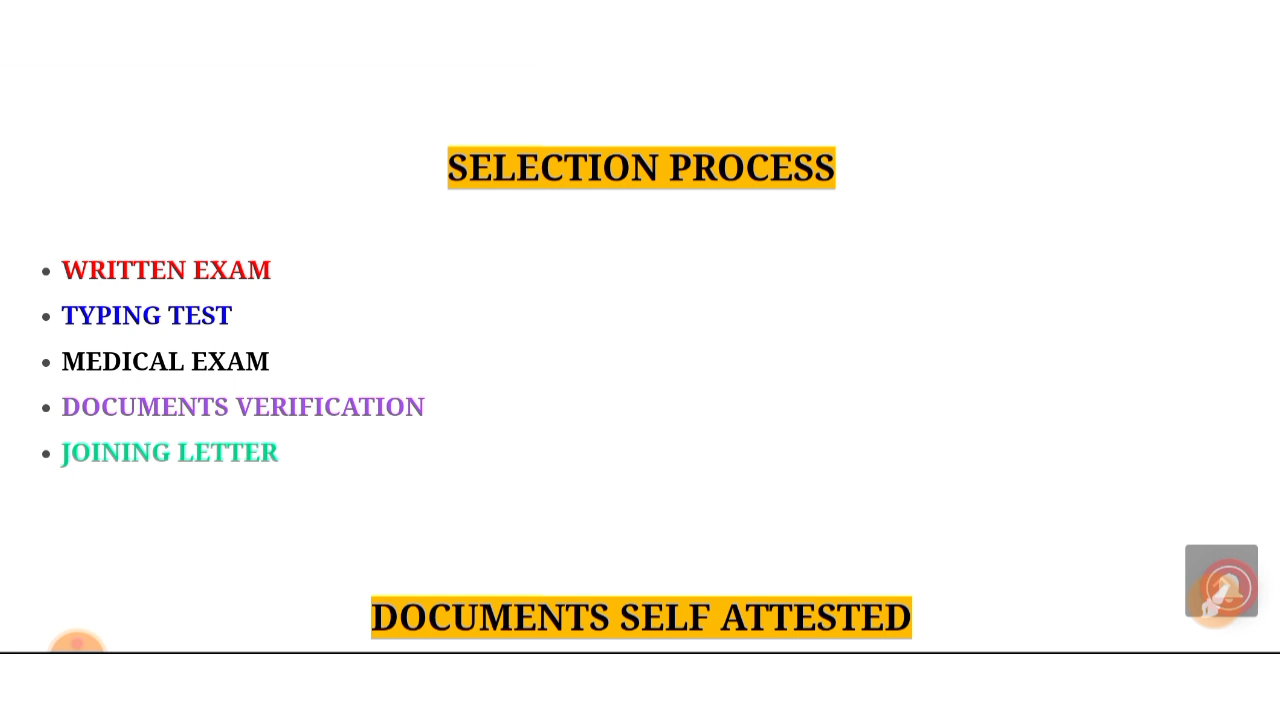 SELECTION PROCESS
WRITTEN EXAM
TYPING TEST
MEDICAL EXAM
DOCUMENTS VERIFICATION
JOINING LETTER
DOCUMENTS SELF ATTESTED